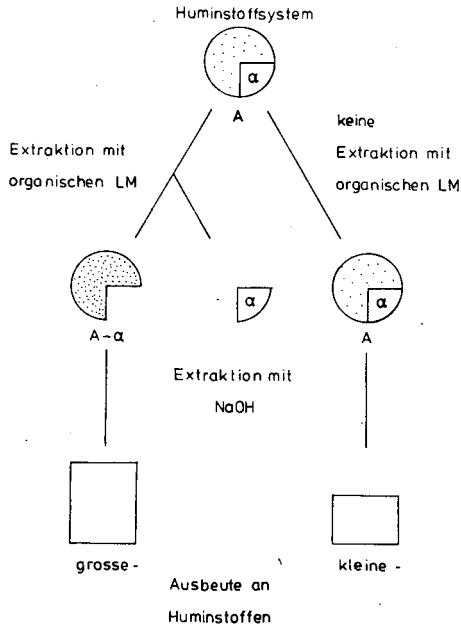 Huminstoffsystem
α
A
Extraktion mit
organischen LM
keine
Extraktion mit
organischen LM
A-α
α
α
A
Extraktion mit
NaOH
grosse -
kleine -
Ausbeute an
Huminstoffen